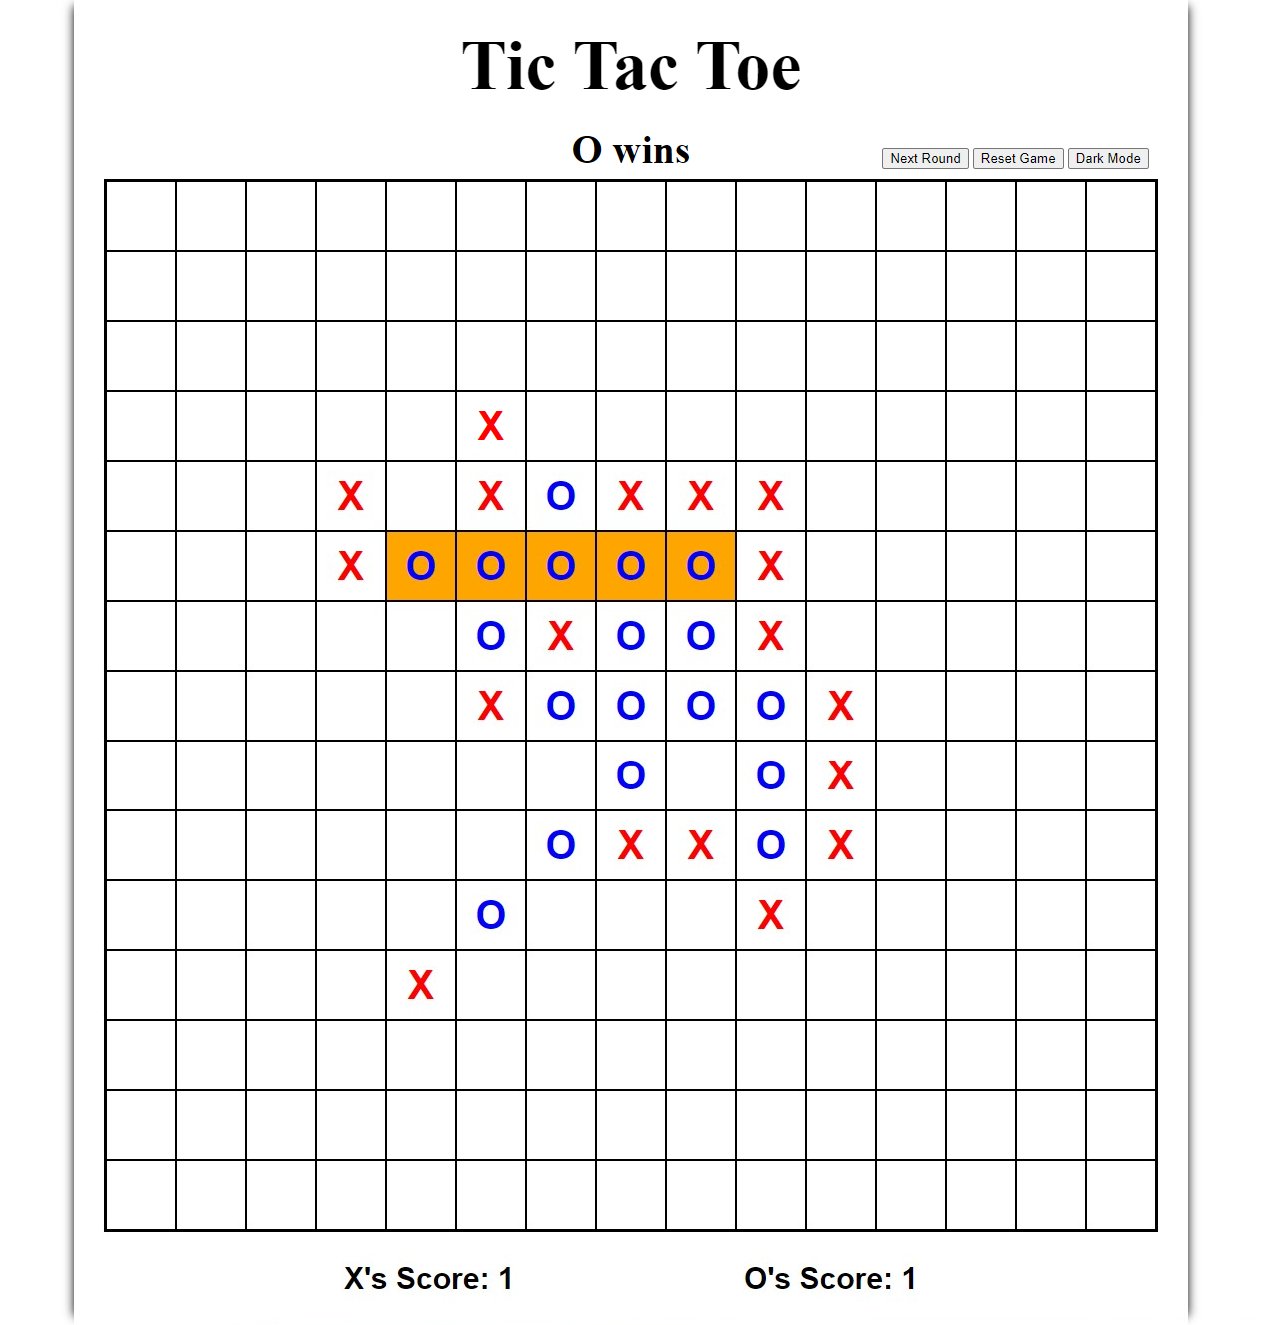 Tic Tac Toe
O wins
Next Round Reset Game Dark Mode
X
X X O X X X
X O O O O O X
O X O O X
X O O O O X
O O X
O X X O X
O X
X
X's Score: 1 O's Score: 1